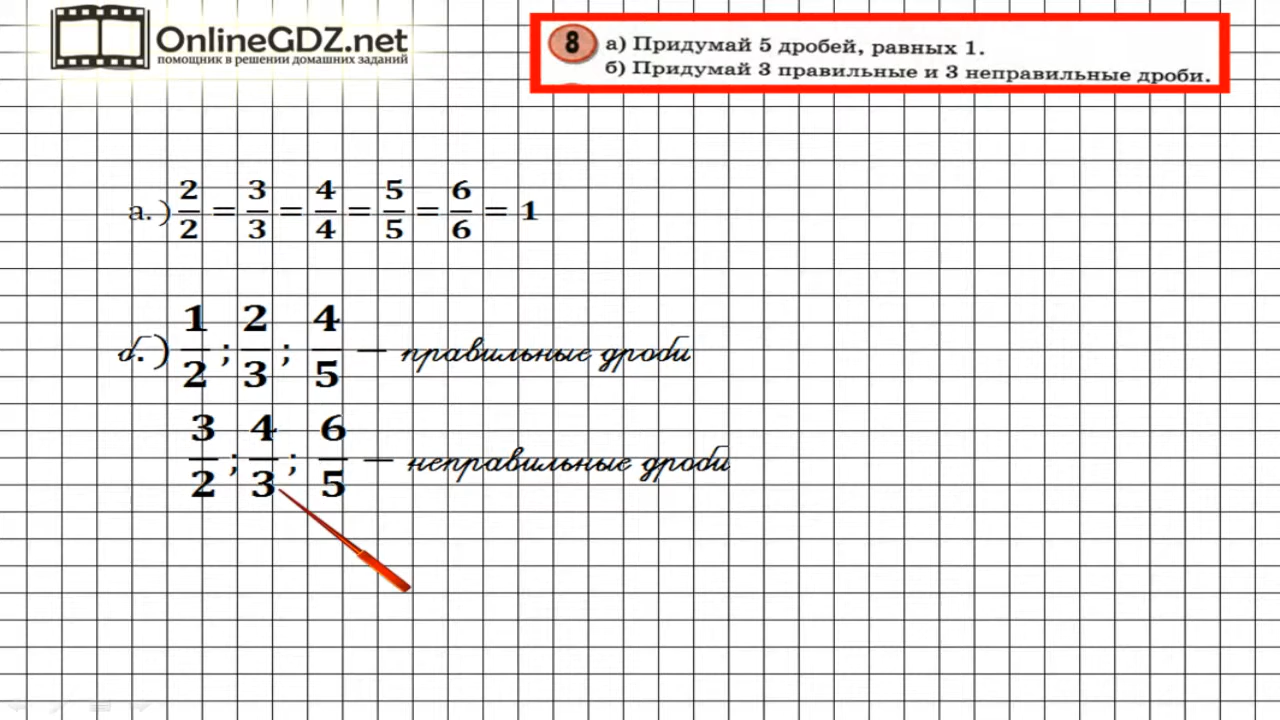 OnlineGDZ.net
помощник в решении домашних заданий
8 а) Придумай 5 дробей, равных 1.
б) Придумай 3 правильные и 3 неправильные дроби.
а.) 2/2 = 3/3 = 4/4 = 5/5 = 6/6 = 1
б.) 1/2 ; 2/3 ; 4/5 — правильные дроби
3/2 ; 4/3 ; 6/5 — неправильные дроби